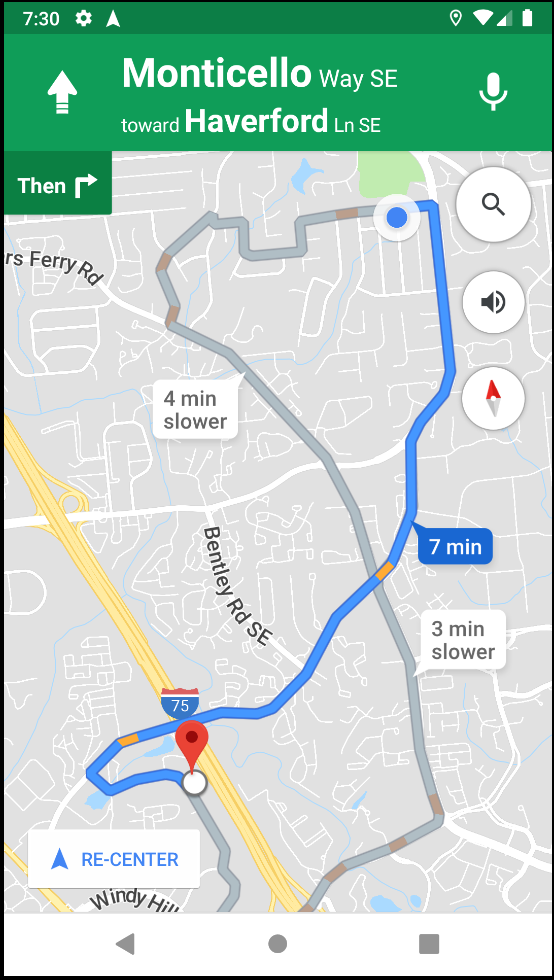 7:30
Monticello Way SE
toward Haverford Ln SE
Then
rs Ferry Rd
4 min
slower
7 min
Bentley Rd SE
3 min
slower
75
RE-CENTER
Windy Hill